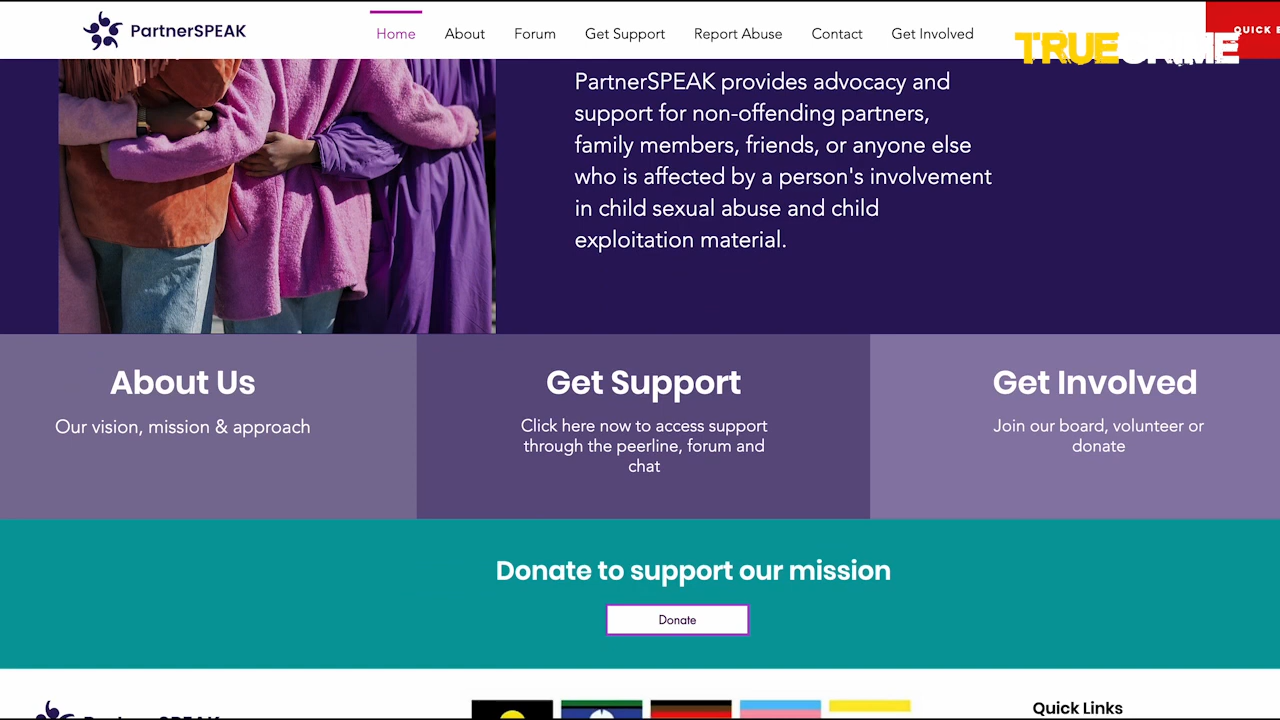 PartnerSPEAK
Home
About
Forum
Get Support
Report Abuse
Contact
Get Involved
QUICK
TRUECRIME
PartnerSPEAK provides advocacy and
support for non-offending partners,
family members, friends, or anyone else
who is affected by a person's involvement
in child sexual abuse and child
exploitation material.
About Us
Our vision, mission & approach
Get Support
Click here now to access support
through the peerline, forum and
chat
Get Involved
Join our board, volunteer or
donate
Donate to support our mission
Donate
PartnerSPEAK
Quick Links